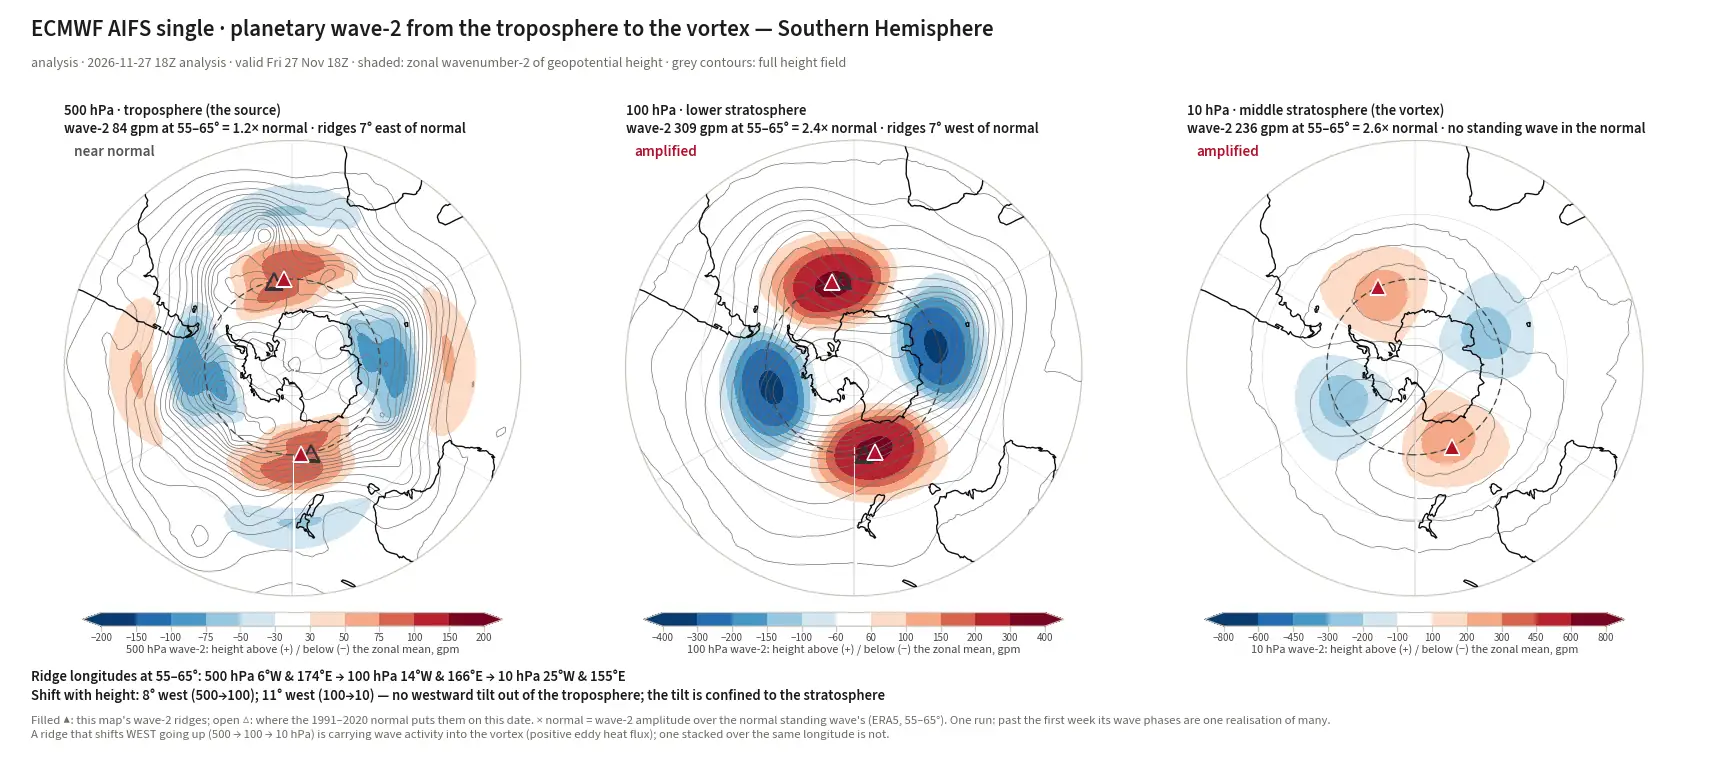 ECMWF AIFS single · planetary wave-2 from the troposphere to the vortex — Southern Hemisphere
analysis · 2026-11-27 18Z analysis · valid Fri 27 Nov 18Z · shaded: zonal wavenumber-2 of geopotential height · grey contours: full height field
500 hPa · troposphere (the source)
wave-2 84 gpm at 55–65° = 1.2× normal · ridges 7° east of normal
near normal
100 hPa · lower stratosphere
wave-2 309 gpm at 55–65° = 2.4× normal · ridges 7° west of normal
amplified
10 hPa · middle stratosphere (the vortex)
wave-2 236 gpm at 55–65° = 2.6× normal · no standing wave in the normal
amplified
−200 −150 −100 −75 −50 −30 30 50 75 100 150 200
500 hPa wave-2: height above (+) / below (−) the zonal mean, gpm
−400 −300 −200 −150 −100 −60 60 100 150 200 300 400
100 hPa wave-2: height above (+) / below (−) the zonal mean, gpm
−800 −600 −450 −300 −200 −100 100 200 300 450 600 800
10 hPa wave-2: height above (+) / below (−) the zonal mean, gpm
Ridge longitudes at 55–65°: 500 hPa 6°W & 174°E → 100 hPa 14°W & 166°E → 10 hPa 25°W & 155°E
Shift with height: 8° west (500→100); 11° west (100→10) — no westward tilt out of the troposphere; the tilt is confined to the stratosphere
Filled ▲: this map's wave-2 ridges; open △: where the 1991–2020 normal puts them on this date. × normal = wave-2 amplitude over the normal standing wave's (ERA5, 55–65°). One run: past the first week its wave phases are one realisation of many.
A ridge that shifts WEST going up (500 → 100 → 10 hPa) is carrying wave activity into the vortex (positive eddy heat flux); one stacked over the same longitude is not.